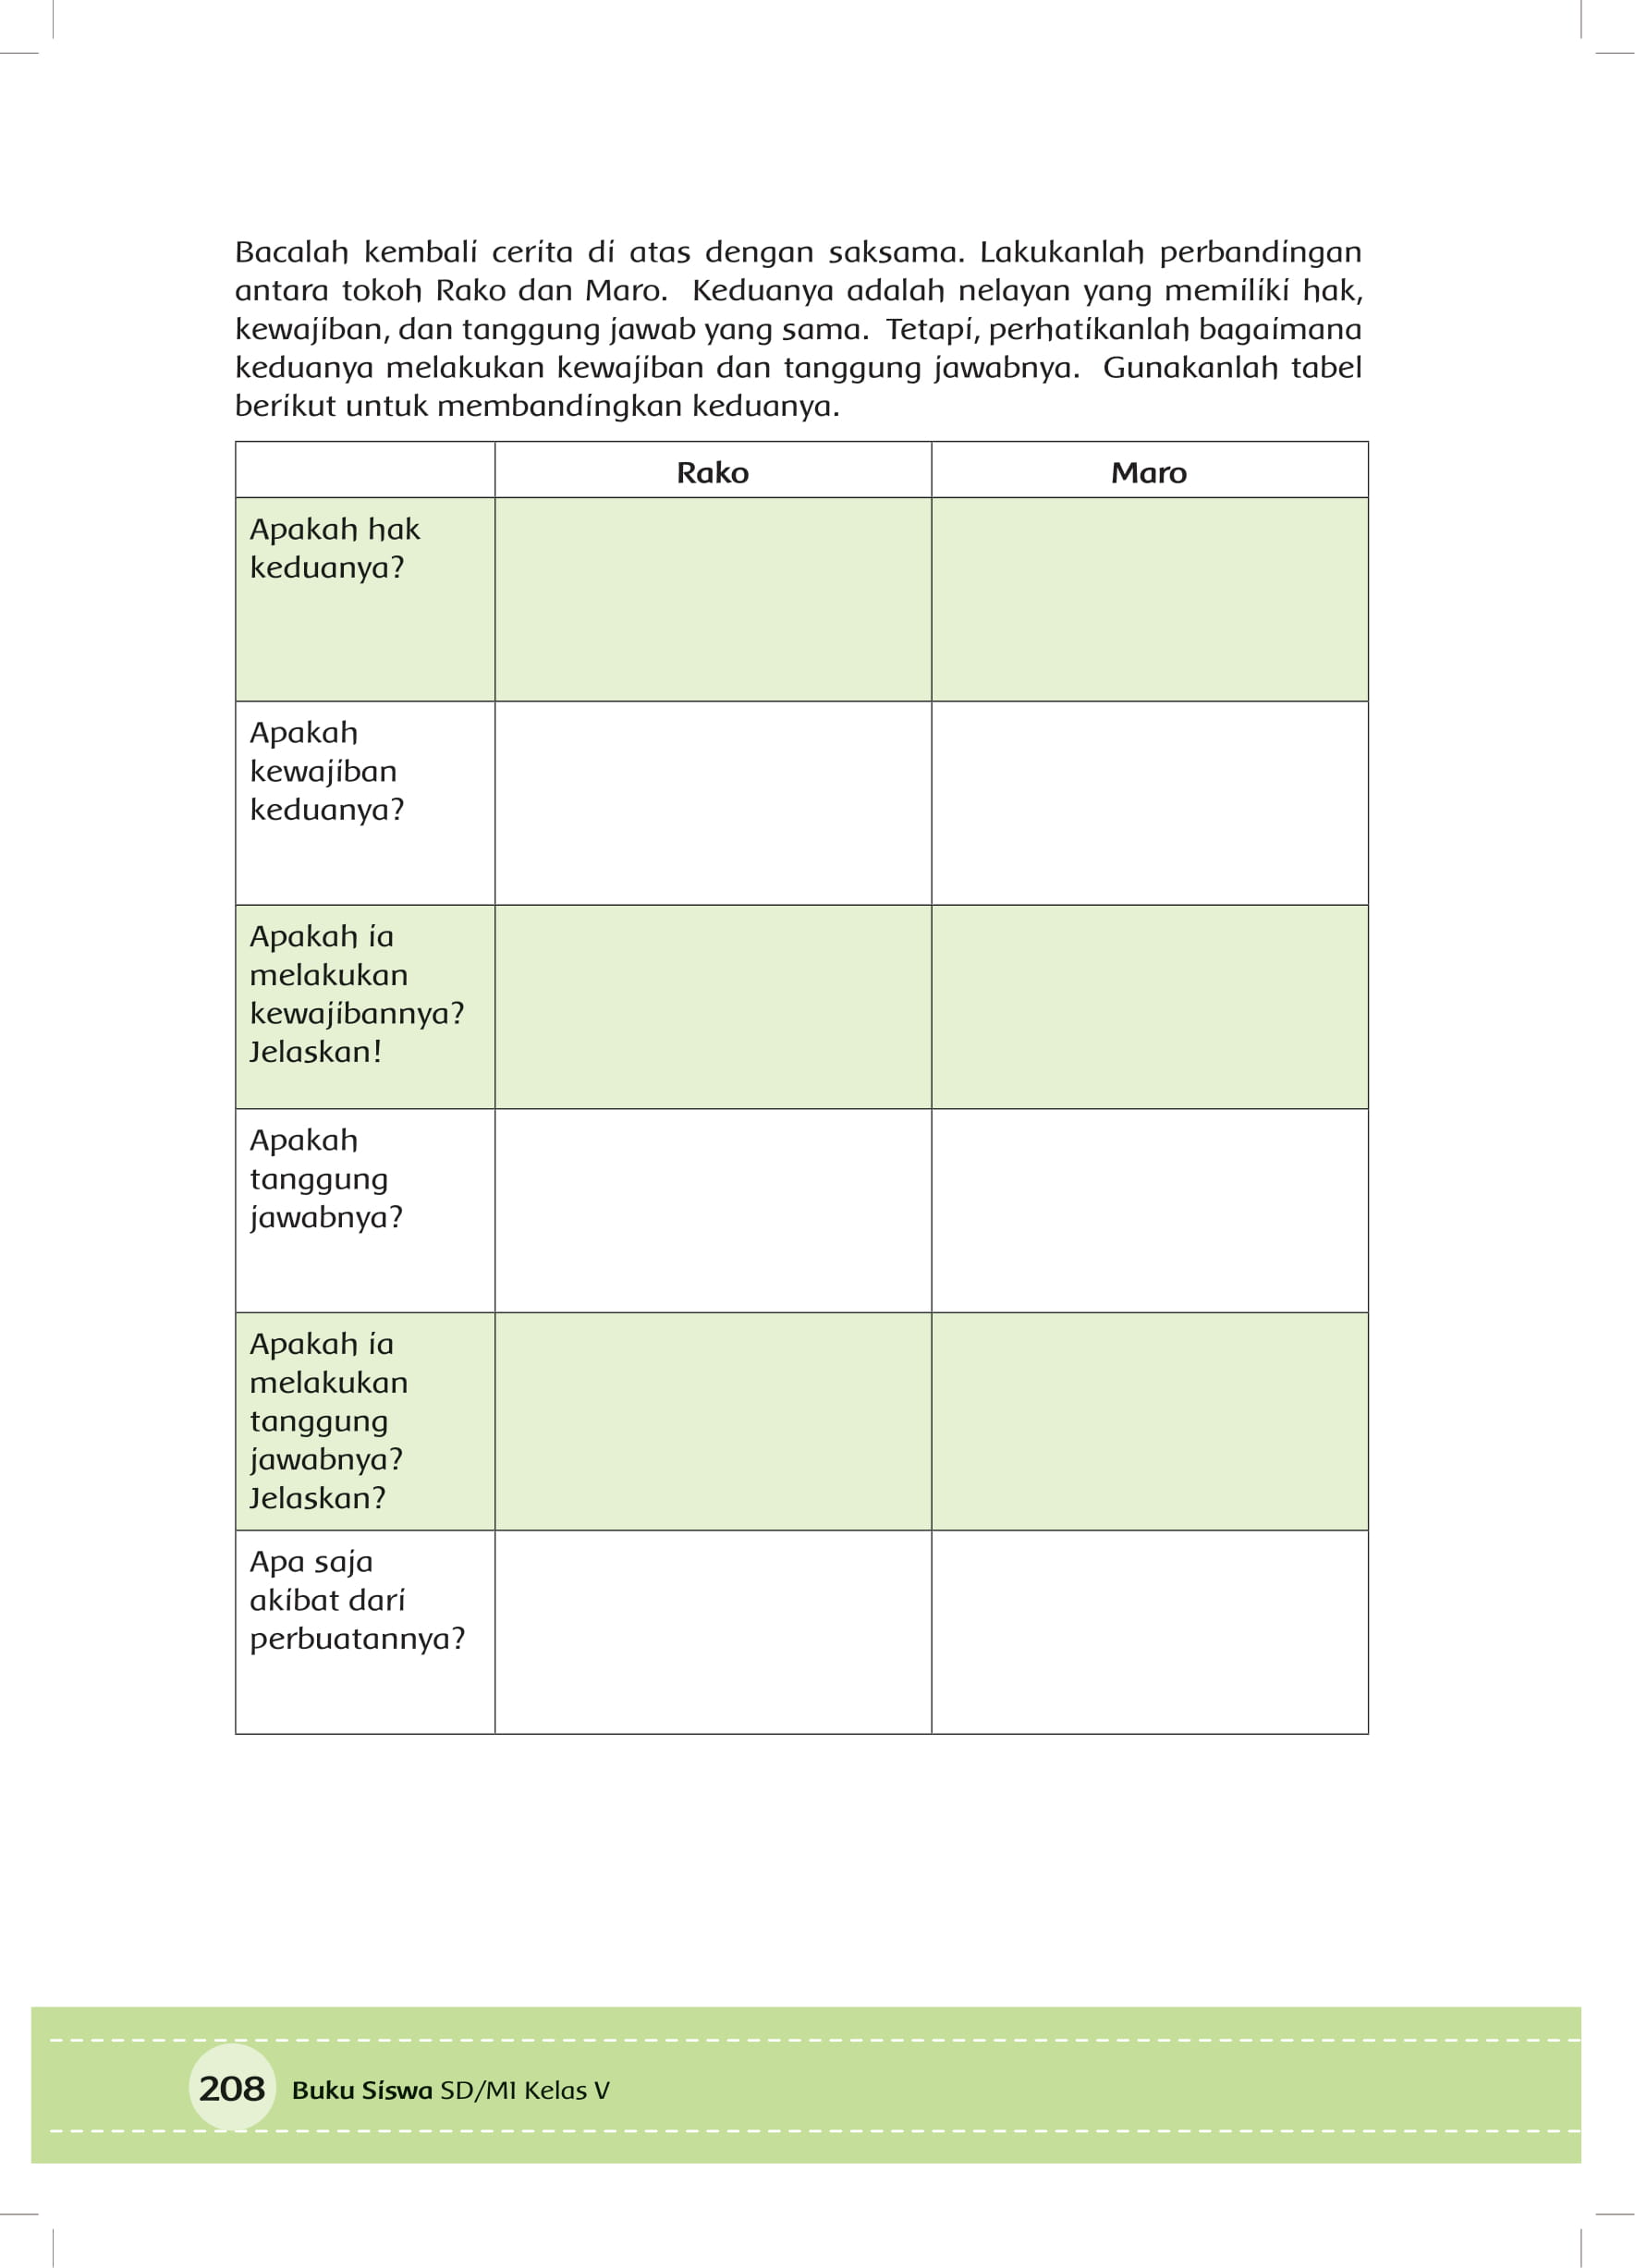 Bacalah kembali cerita di atas dengan saksama. Lakukanlah perbandingan
antara tokoh Rako dan Maro. Keduanya adalah nelayan yang memiliki hak,
kewajiban, dan tanggung jawab yang sama. Tetapi, perhatikanlah bagaimana
keduanya melakukan kewajiban dan tanggung jawabnya. Gunakanlah tabel
berikut untuk membandingkan keduanya.
Rako Maro
Apakah hak
keduanya?
Apakah
kewajiban
keduanya?
Apakah ia
melakukan
kewajibannya?
Jelaskan!
Apakah
tanggung
jawabnya?
Apakah ia
melakukan
tanggung
jawabnya?
Jelaskan?
Apa saja
akibat dari
perbuatannya?
208 Buku Siswa SD/MI Kelas V